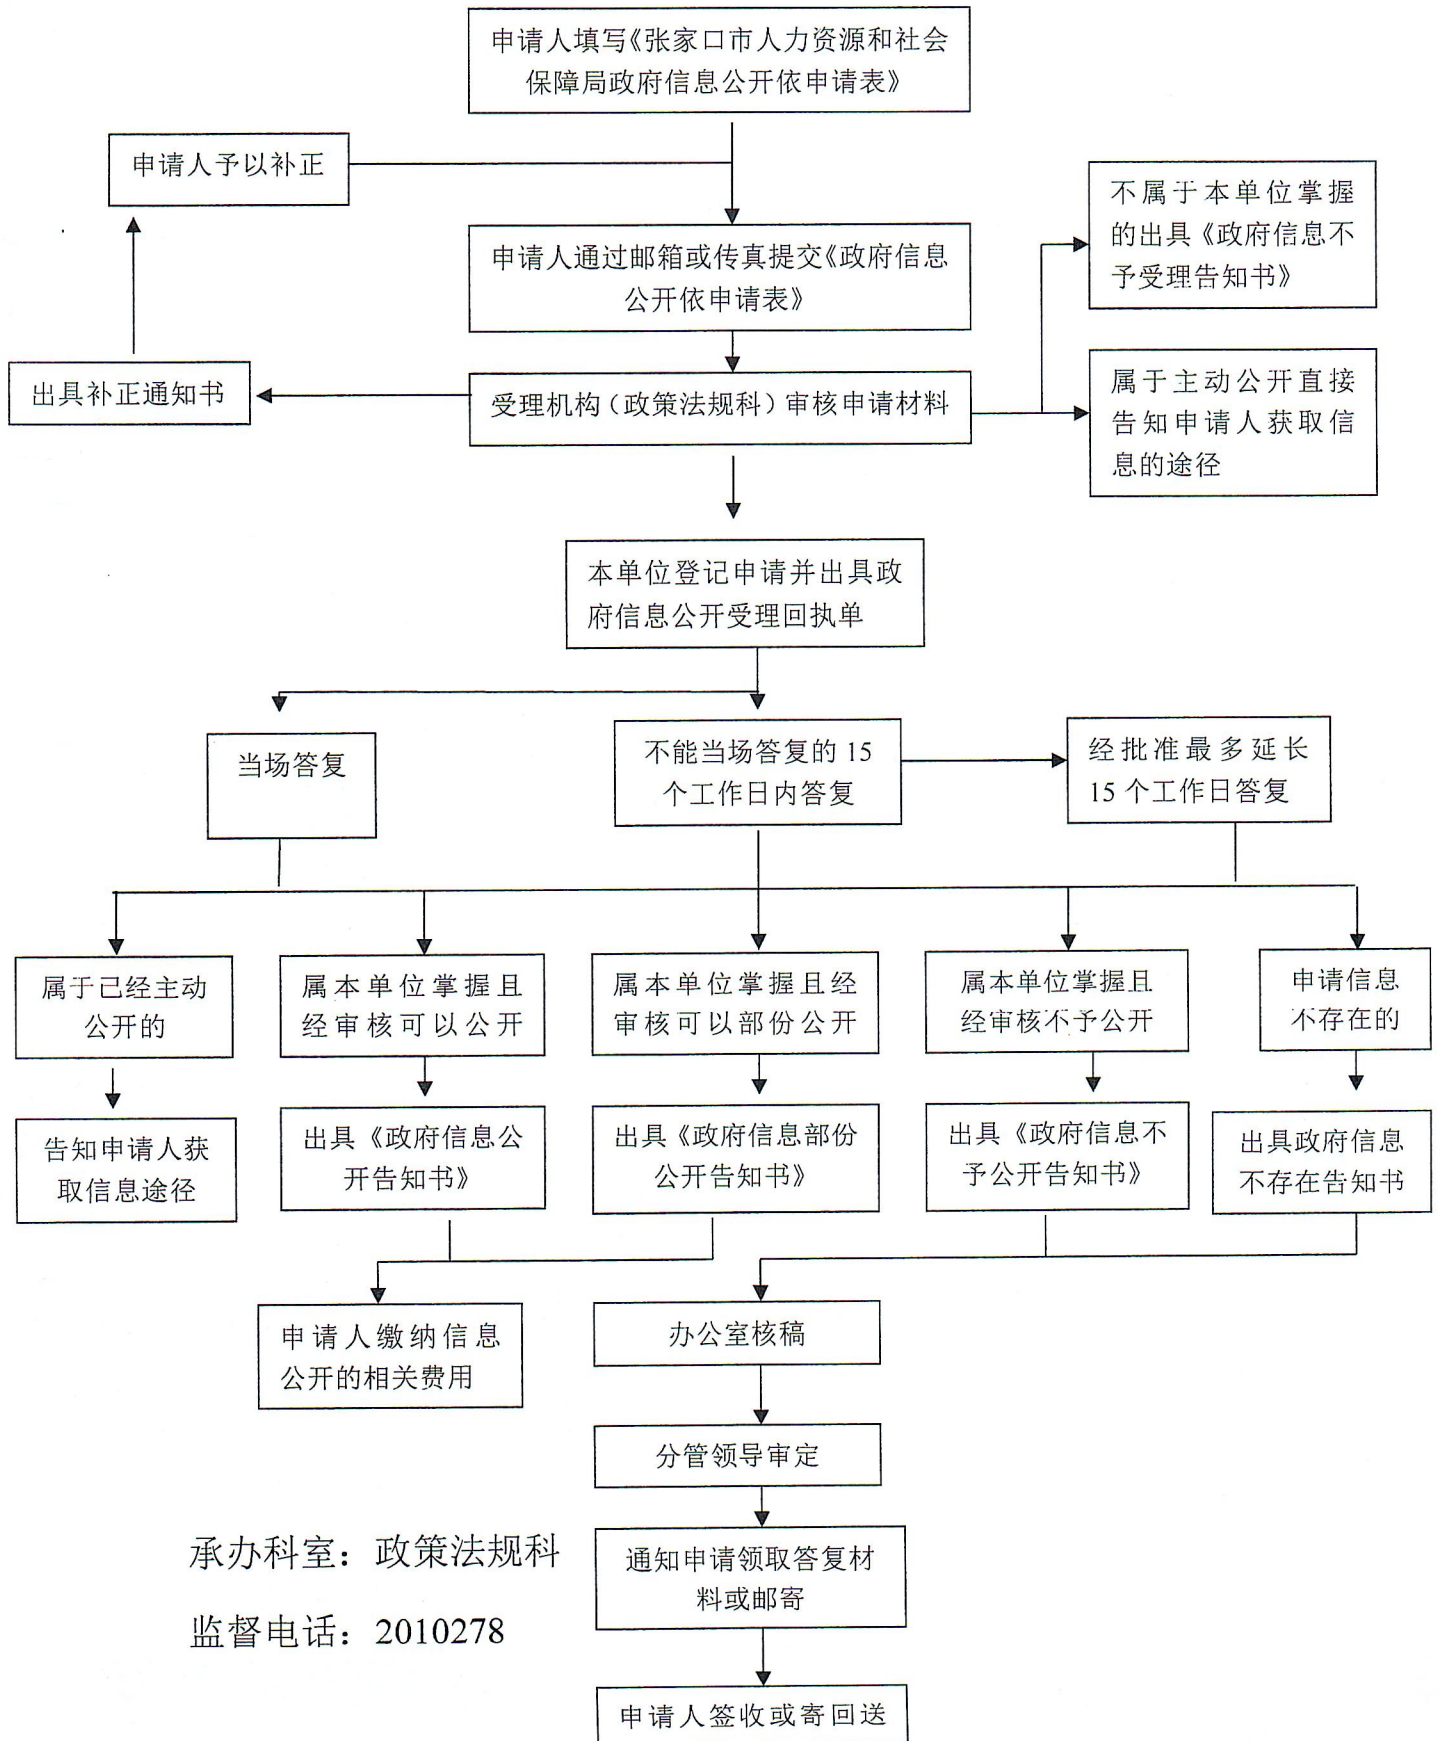 申请人填写《张家口市人力资源和社会
保障局政府信息公开依申请表》
申请人予以补正
不属于本单位掌握
的出具《政府信息不
予受理告知书》
申请人通过邮箱或传真提交《政府信息
公开依申请表》
出具补正通知书
受理机构（政策法规科）审核申请材料
属于主动公开直接
告知申请人获取信
息的途径
本单位登记申请并出具政
府信息公开受理回执单
当场答复
不能当场答复的 15
个工作日内答复
经批准最多延长
15 个工作日答复
属于已经主动
公开的
属本单位掌握且
经审核可以公开
属本单位掌握且经
审核可以部份公开
属本单位掌握且
经审核不予公开
申请信息
不存在的
告知申请人获
取信息途径
出具《政府信息公
开告知书》
出具《政府信息部份
公开告知书》
出具《政府信息不
予公开告知书》
出具政府信息
不存在告知书
申请人缴纳信息
公开的相关费用
办公室核稿
分管领导审定
通知申请领取答复材
料或邮寄
申请人签收或寄回送
承办科室：政策法规科
监督电话：2010278